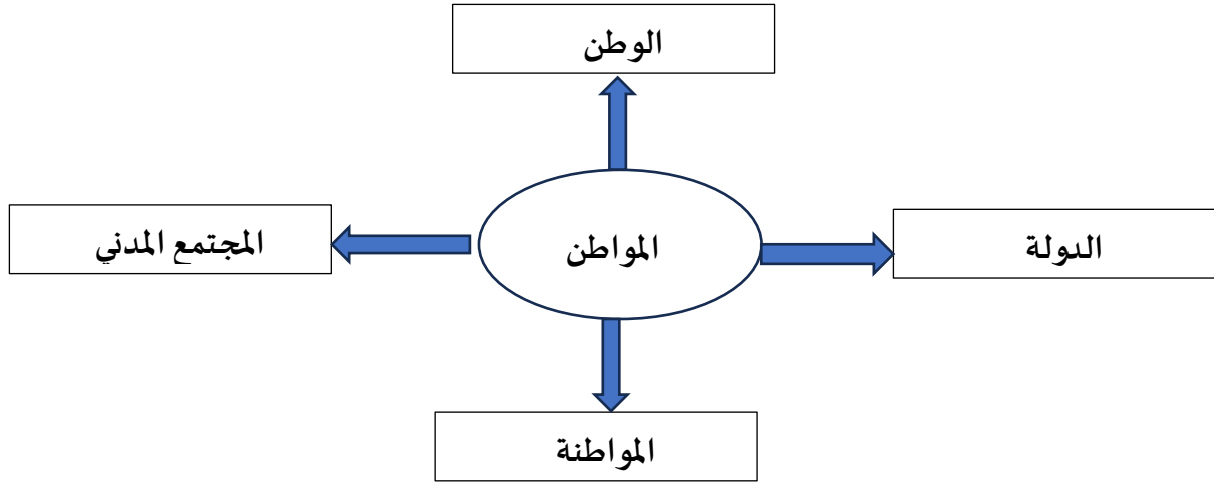 الوطن
الدولة
المواطن
المجتمع المدني
المواطنة